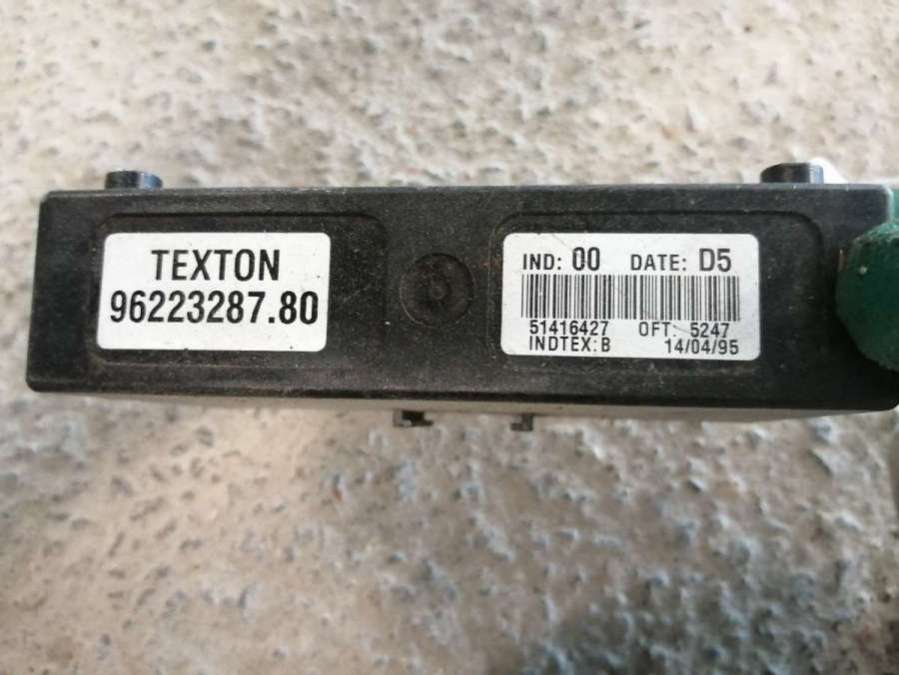 TEXTON
96223287.80
IND: 00 DATE: D5
51416427 OFT: 5247
INDTEX:B 14/04/95